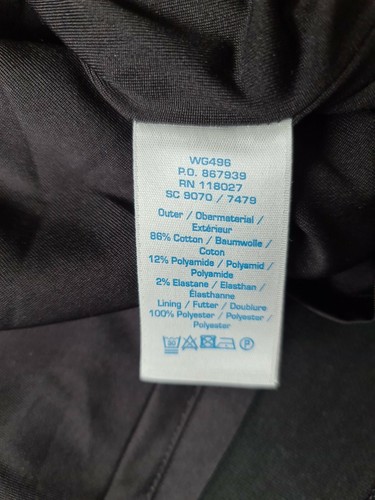 WG496
P.O. 867939
RN 118027
SC 9070 / 7479
Outer / Obermaterial /
Extérieur
86% Cotton / Baumwolle /
Coton
12% Polyamide / Polyamid /
Polyamide
2% Elastane / Elasthan /
Élasthanne
Lining / Futter / Doublure
100% Polyester / Polyester /
Polyester
30 P